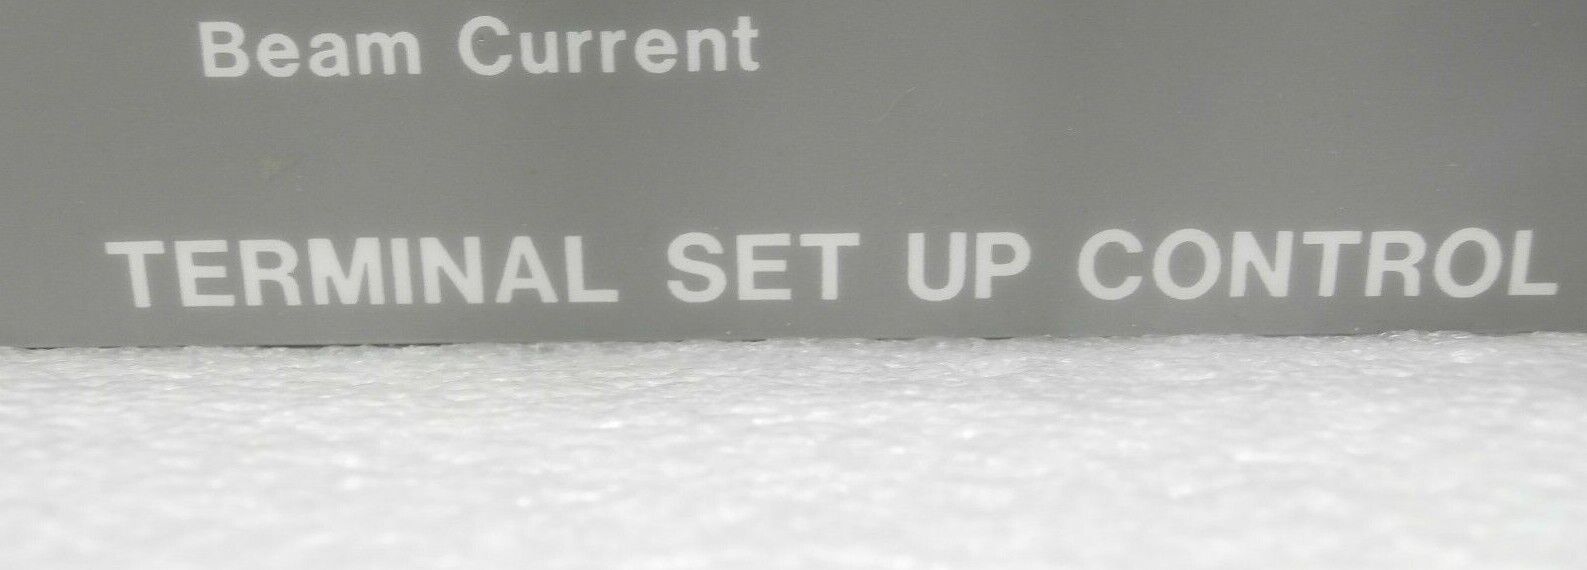 Beam Current
TERMINAL SET UP CONTROL